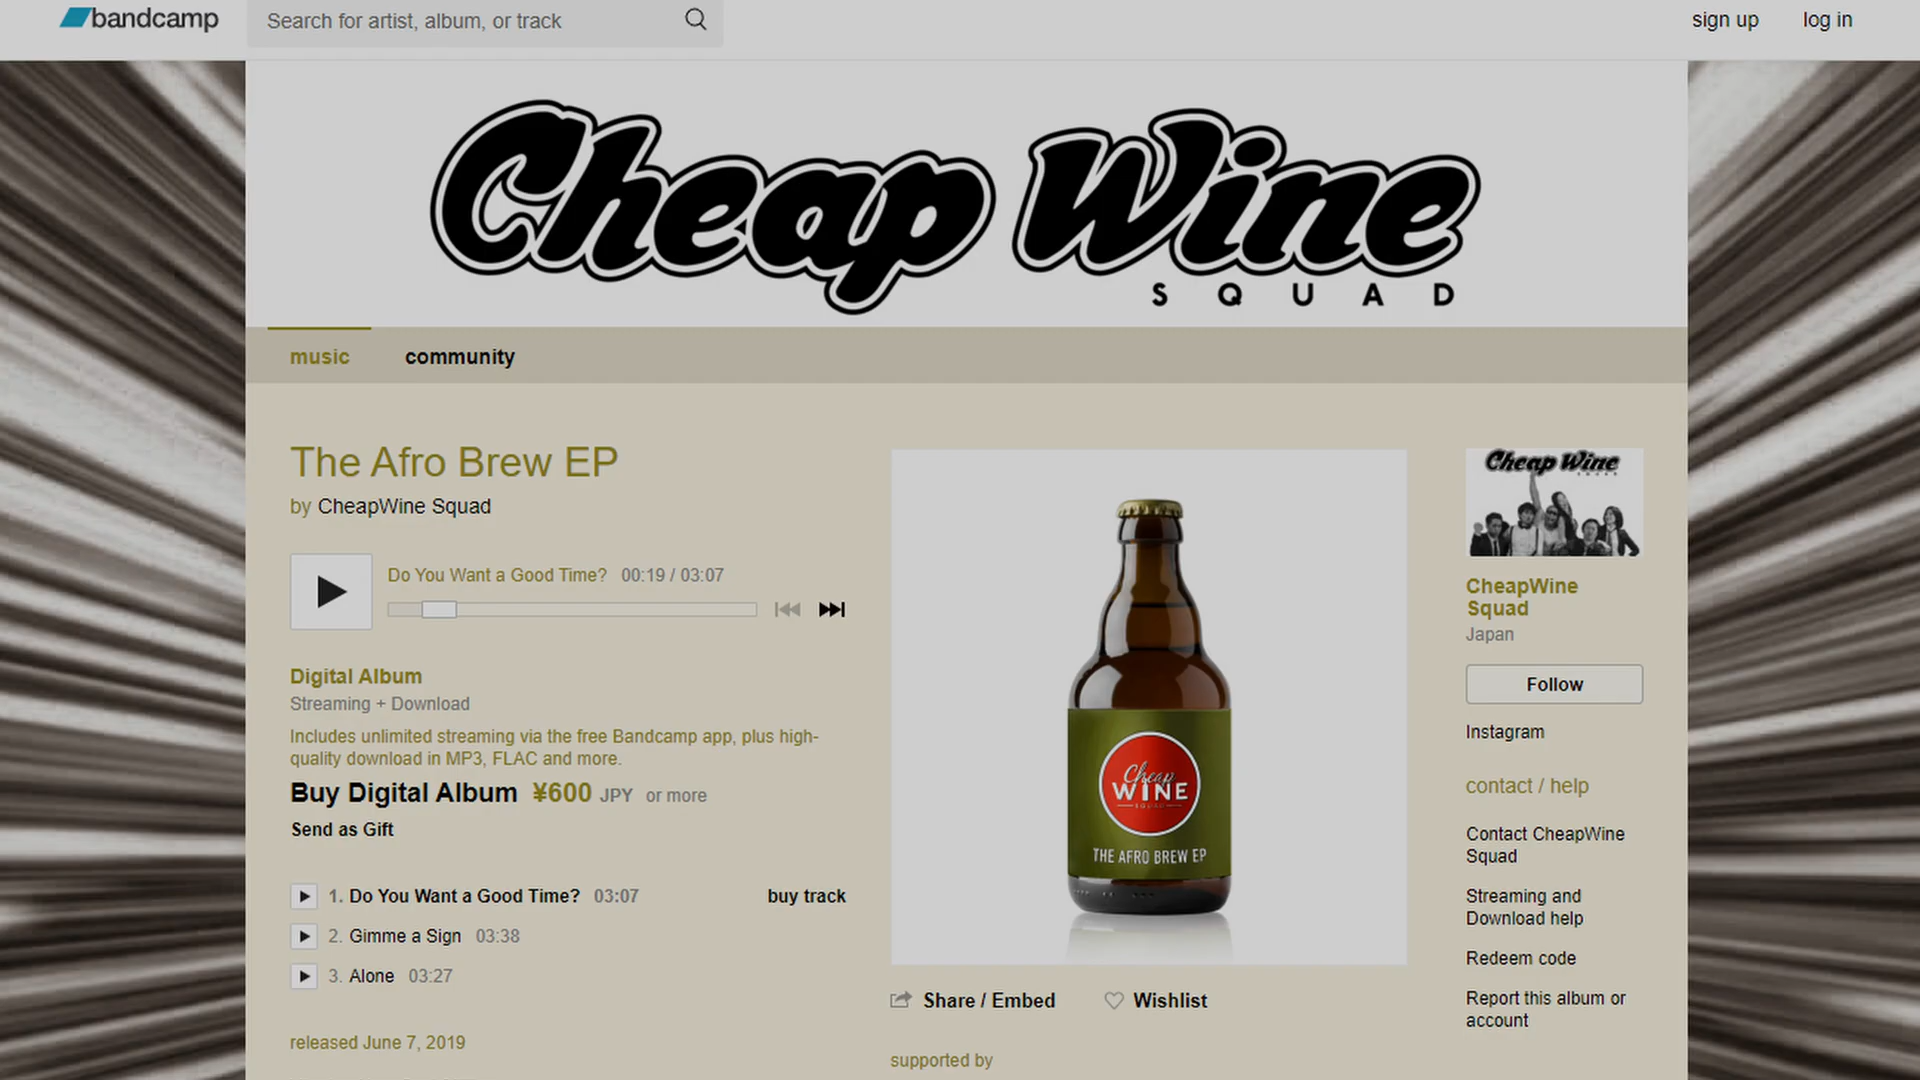 bandcamp
Search for artist, album, or track
sign up
log in
Cheap Wine
SQUAD
music
community
The Afro Brew EP
by CheapWine Squad
Do You Want a Good Time? 00:19 / 03:07
Digital Album
Streaming + Download
Includes unlimited streaming via the free Bandcamp app, plus high-
quality download in MP3, FLAC and more.
Buy Digital Album ¥600 JPY or more
Send as Gift
1. Do You Want a Good Time? 03:07 buy track
2. Gimme a Sign 03:38
3. Alone 03:27
released June 7, 2019
Cheap
WINE
SQUAD
THE AFRO BREW EP
Share / Embed
Wishlist
supported by
Cheap Wine
CheapWine
Squad
Japan
Follow
Instagram
contact / help
Contact CheapWine
Squad
Streaming and
Download help
Redeem code
Report this album or
account